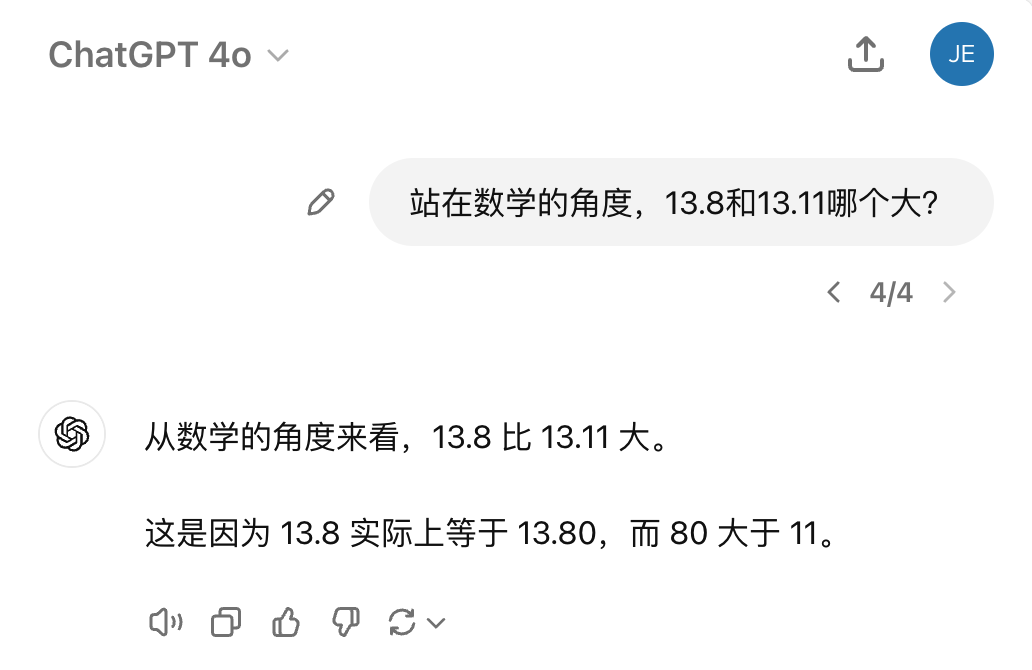 ChatGPT 4o
JE
站在数学的角度，13.8和13.11哪个大？
4/4
从数学的角度来看，13.8 比 13.11 大。
这是因为 13.8 实际上等于 13.80，而 80 大于 11。